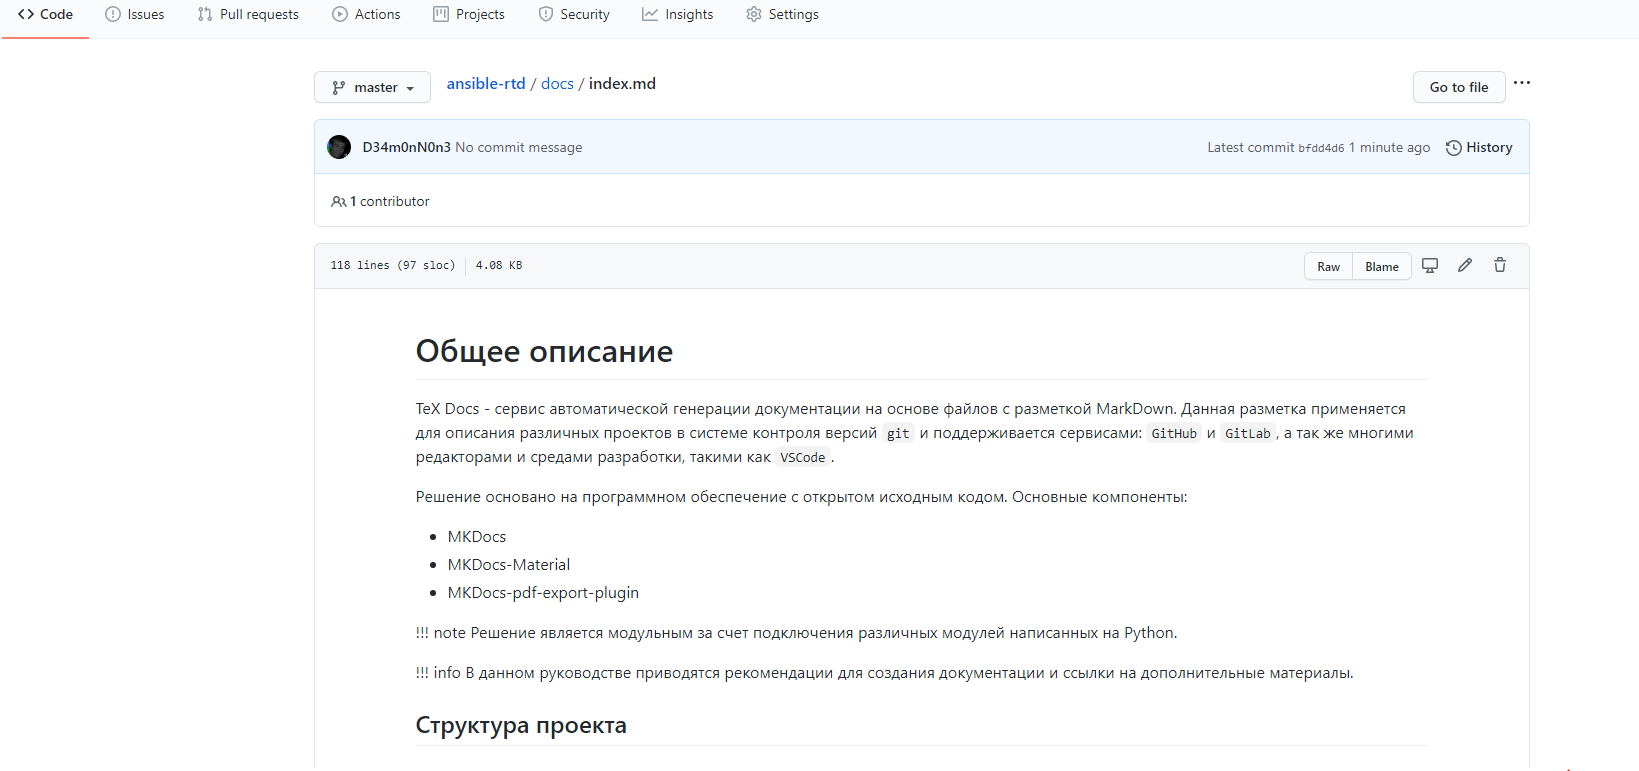 Code Issues Pull requests Actions Projects Security Insights Settings
master ansible-rtd / docs / index.md Go to file ...
D34m0nN0n3 No commit message Latest commit bfdd4d6 1 minute ago History
1 contributor
118 lines (97 sloc) 4.08 KB Raw Blame
Общее описание
TeX Docs - сервис автоматической генерации документации на основе файлов с разметкой MarkDown. Данная разметка применяется
для описания различных проектов в системе контроля версий git и поддерживается сервисами: GitHub и GitLab, а так же многими
редакторами и средами разработки, такими как VSCode.
Решение основано на программном обеспечение с открытом исходным кодом. Основные компоненты:
• MKDocs
• MKDocs-Material
• MKDocs-pdf-export-plugin
!!! note Решение является модульным за счет подключения различных модулей написанных на Python.
!!! info В данном руководстве приводятся рекомендации для создания документации и ссылки на дополнительные материалы.
Структура проекта